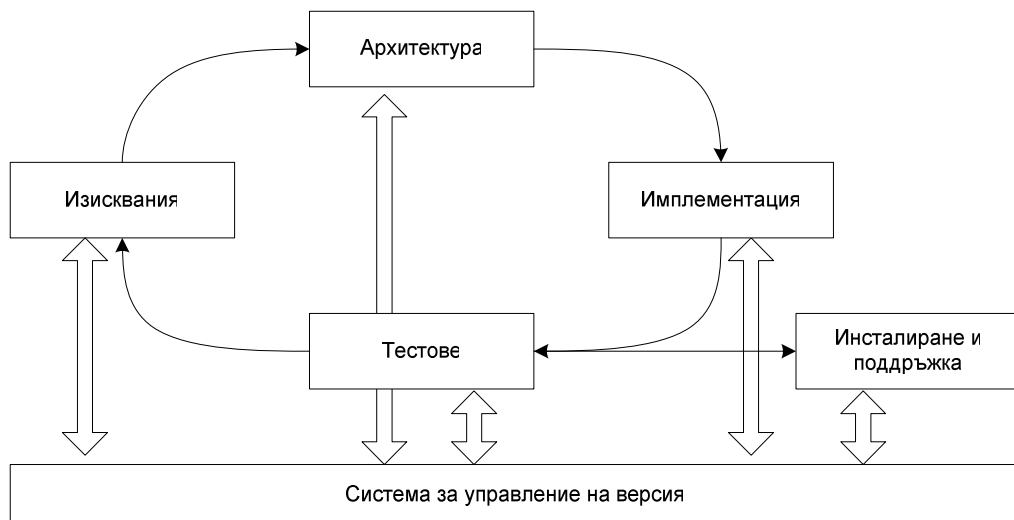 Архитектура
Изисквания
Имплементация
Тестове
Инсталиране и
поддръжка
Система за управление на версия